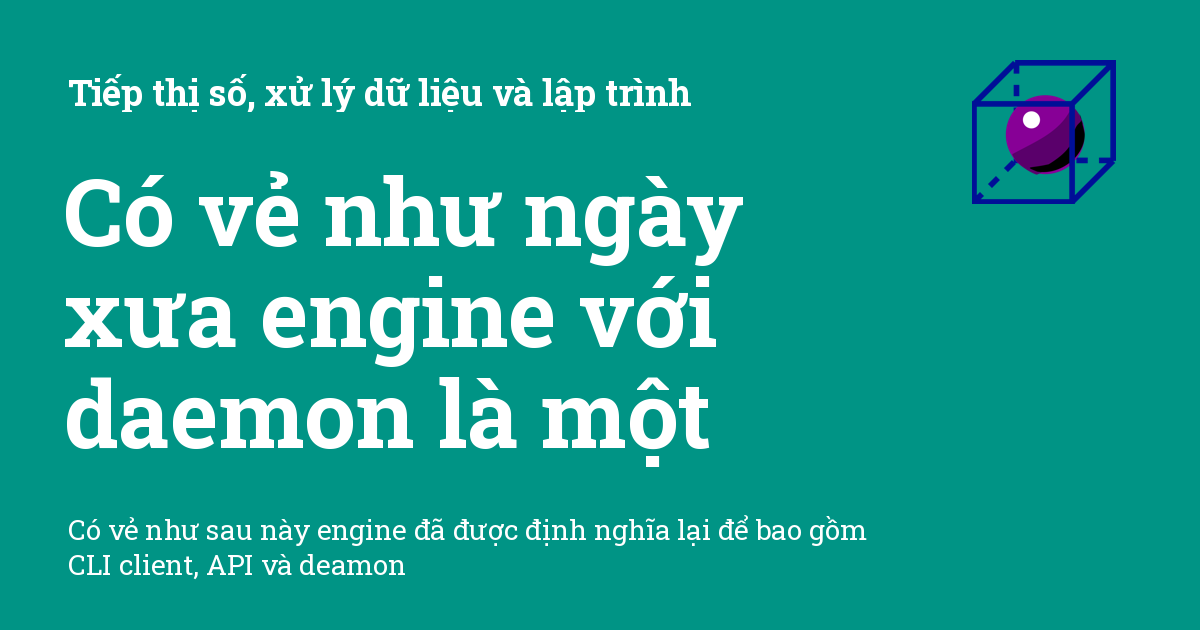 Tiếp thị số, xử lý dữ liệu và lập trình
Có vẻ như ngày
xưa engine với
daemon là một
Có vẻ như sau này engine đã được định nghĩa lại để bao gồm
CLI client, API và deamon